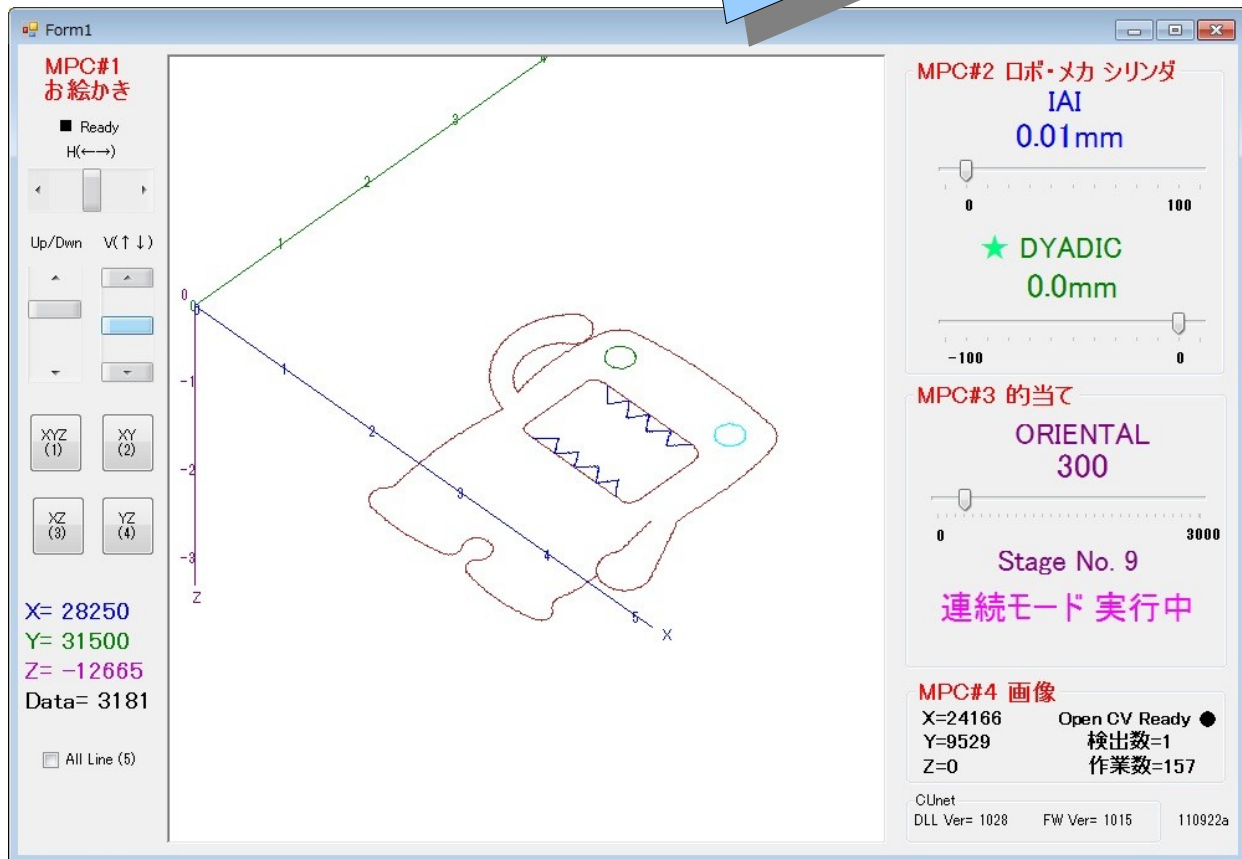 Form1
MPC#1
お絵かき
■ Ready
H(←→)
Up/Dwn V(↑↓)
XYZ
(1)
XY
(2)
XZ
(3)
YZ
(4)
X= 28250
Y= 31500
Z= -12665
Data= 3181
All Line (5)
3
2
1
0
0
0
1
2
3
4
5
X
-1
-2
-3
Z
MPC#2 ロボ・メカ シリンダ
IAI
0.01mm
0 100
★ DYADIC
0.0mm
-100 0
MPC#3 的当て
ORIENTAL
300
0 3000
Stage No. 9
連続モード 実行中
MPC#4 画像
X=24166 Open CV Ready ●
Y=9529 検出数=1
Z=0 作業数=157
CUnet
DLL Ver= 1028 FW Ver= 1015 110922a